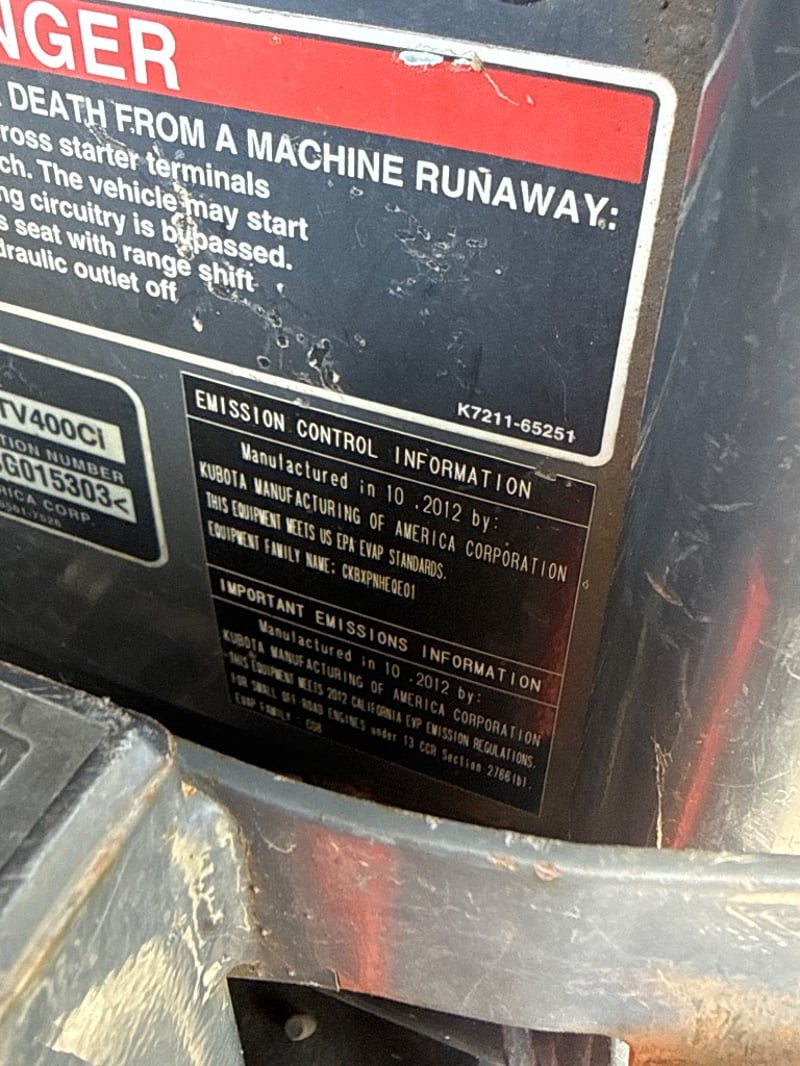 NGER
DEATH FROM A MACHINE RUNAWAY:
ross starter terminals
ch. The vehicle may start
ng circuitry is bypassed.
s seat with range shift
draulic outlet off
K7211-65251
TV400Ci
TION NUMBER
G015303<
RICA CORP.
EMISSION CONTROL INFORMATION
Manufactured in 10 .2012 by:
KUBOTA MANUFACTURING OF AMERICA CORPORATION
THIS EQUIPMENT MEETS US EPA EVAP STANDARDS.
EQUIPMENT FAMILY NAME: CKBXPNHEQE01
IMPORTANT EMISSIONS INFORMATION
Manufactured in 10 .2012 by:
KUBOTA MANUFACTURING OF AMERICA CORPORATION
THIS EQUIPMENT MEETS 2012 CALIFORNIA EVP EMISSION REGULATIONS.
FOR SMALL OFF-ROAD ENGINES under 13 CCR Section 2766(b).
EVAP FAMILY :